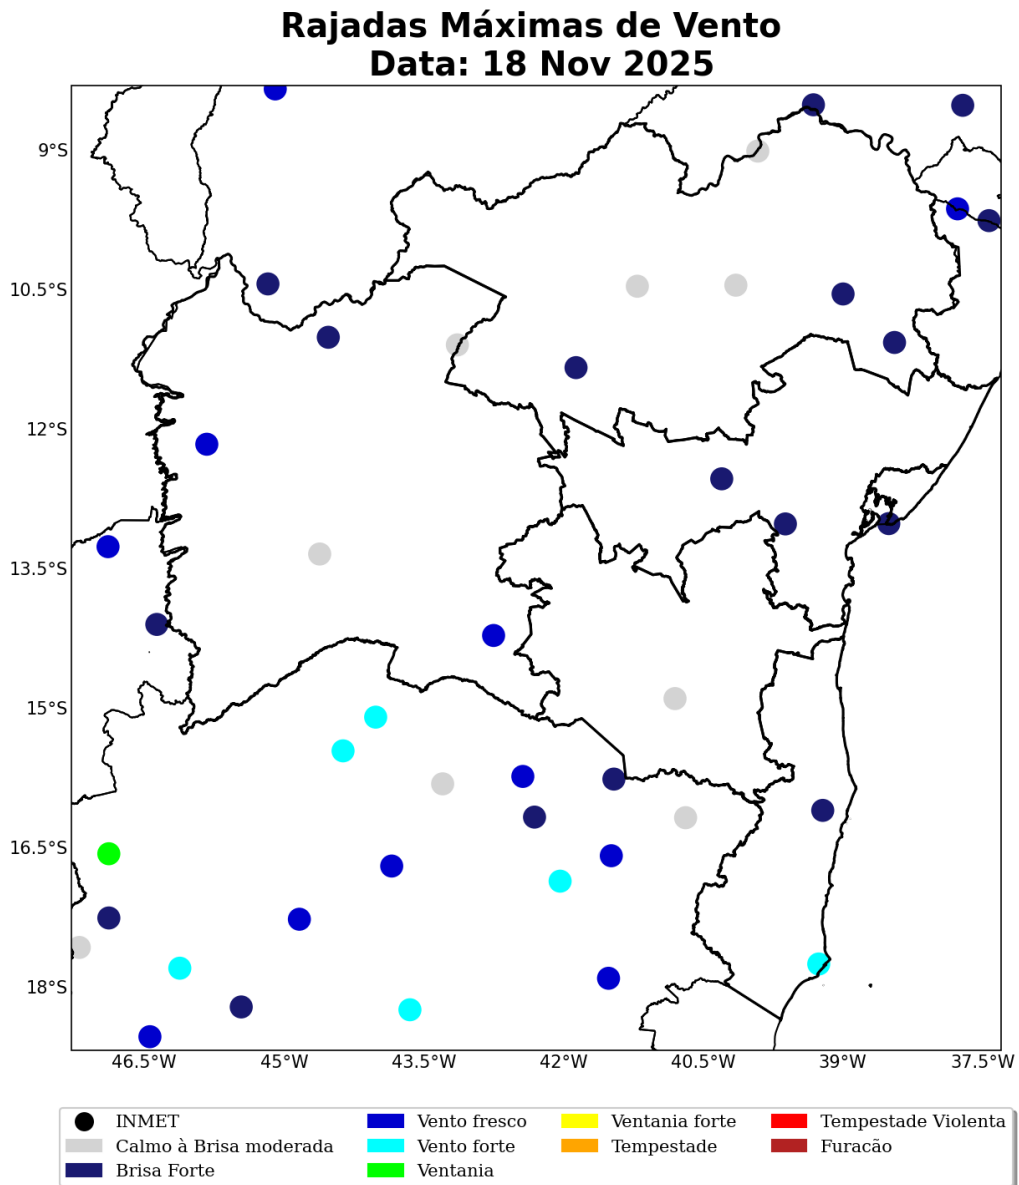 Rajadas Máximas de Vento
Data: 18 Nov 2025
9°S
10.5°S
12°S
13.5°S
15°S
16.5°S
18°S
46.5°W 45°W 43.5°W 42°W 40.5°W 39°W 37.5°W
INMET
Calmo à Brisa moderada
Brisa Forte
Vento fresco
Vento forte
Ventania
Ventania forte
Tempestade
Tempestade Violenta
Furacão